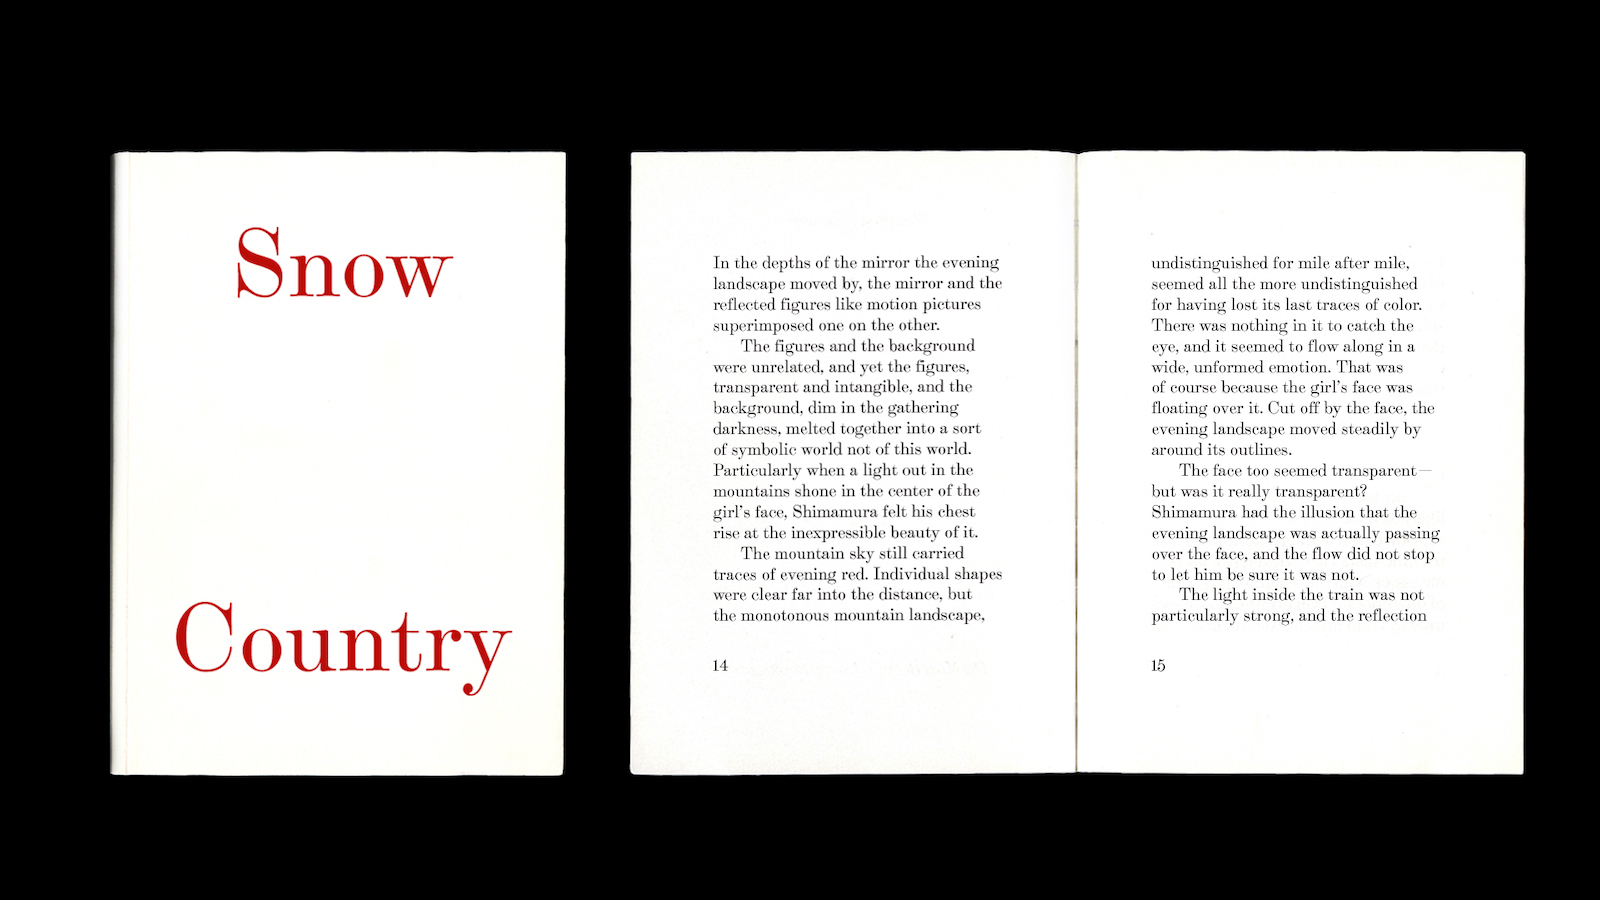 Snow
Country
In the depths of the mirror the evening
landscape moved by, the mirror and the
reflected figures like motion pictures
superimposed one on the other.
The figures and the background
were unrelated, and yet the figures,
transparent and intangible, and the
background, dim in the gathering
darkness, melted together into a sort
of symbolic world not of this world.
Particularly when a light out in the
mountains shone in the center of the
girl's face, Shimamura felt his chest
rise at the inexpressible beauty of it.
The mountain sky still carried
traces of evening red. Individual shapes
were clear far into the distance, but
the monotonous mountain landscape,
14
undistinguished for mile after mile,
seemed all the more undistinguished
for having lost its last traces of color.
There was nothing in it to catch the
eye, and it seemed to flow along in a
wide, unformed emotion. That was
of course because the girl's face was
floating over it. Cut off by the face, the
evening landscape moved steadily by
around its outlines.
The face too seemed transparent—
but was it really transparent?
Shimamura had the illusion that the
evening landscape was actually passing
over the face, and the flow did not stop
to let him be sure it was not.
The light inside the train was not
particularly strong, and the reflection
15